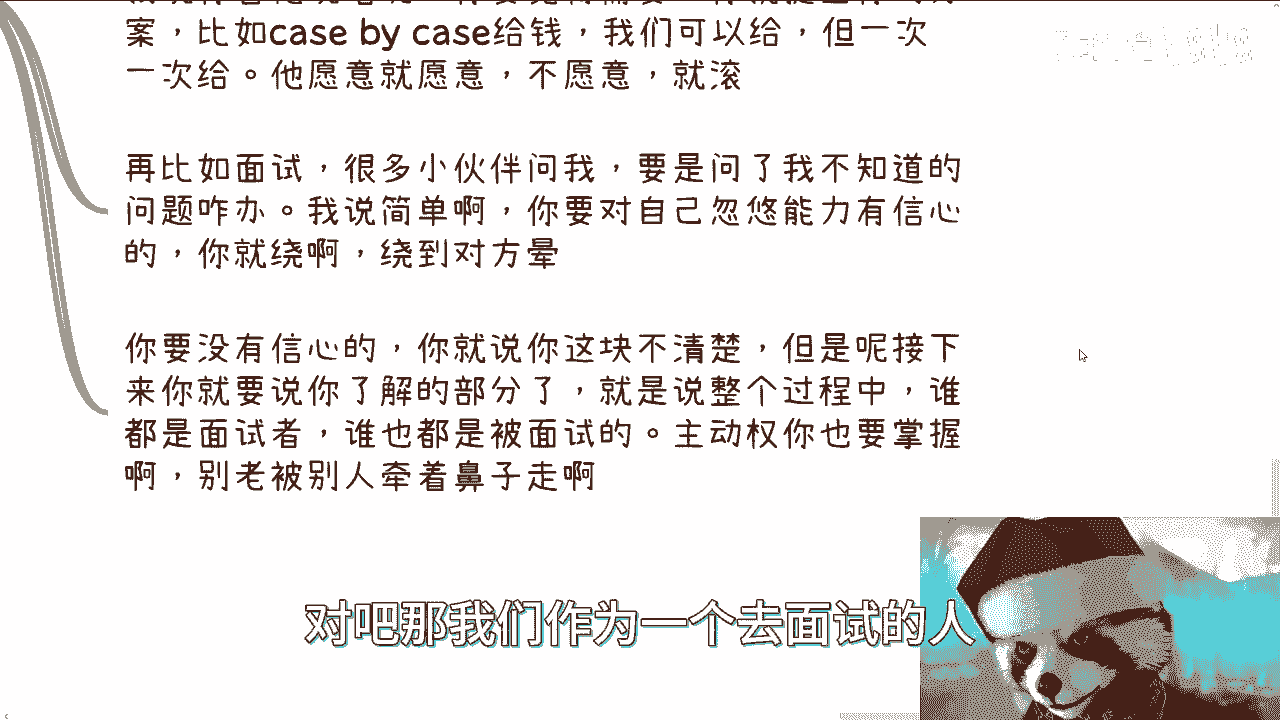 案，比如case by case给钱，我们可以给，但一次
一次给。他愿意就愿意，不愿意，就滚
再比如面试，很多小伙伴问我，要是问了我不知道的
问题咋办。我说简单啊，你要对自己忽悠能力有信心
的，你就绕啊，绕到对方晕
你要没有信心的，你就说你这块不清楚，但是呢接下
来你就要说你了解的部分了，就是说整个过程中，谁
都是面试者，谁也都是被面试的。主动权你也要掌握
啊，别老被别人牵着鼻子走啊
对吧那我们作为一个去面试的人